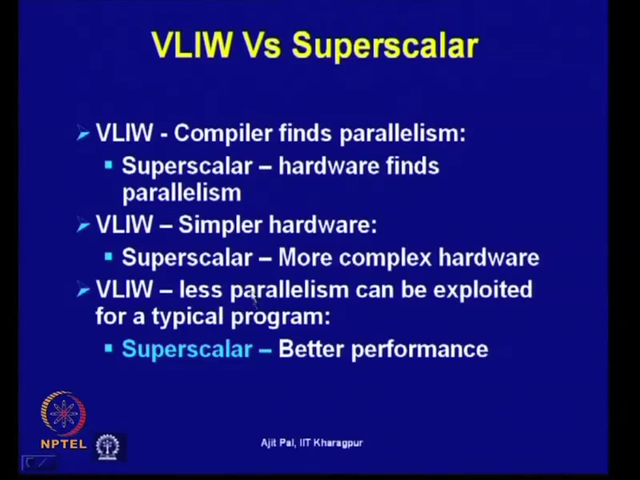 VLIW Vs Superscalar
VLIW - Compiler finds parallelism:
Superscalar – hardware finds
parallelism
VLIW – Simpler hardware:
Superscalar – More complex hardware
VLIW – less parallelism can be exploited
for a typical program:
Superscalar – Better performance
NPTEL
Ajit Pal, IIT Kharagpur